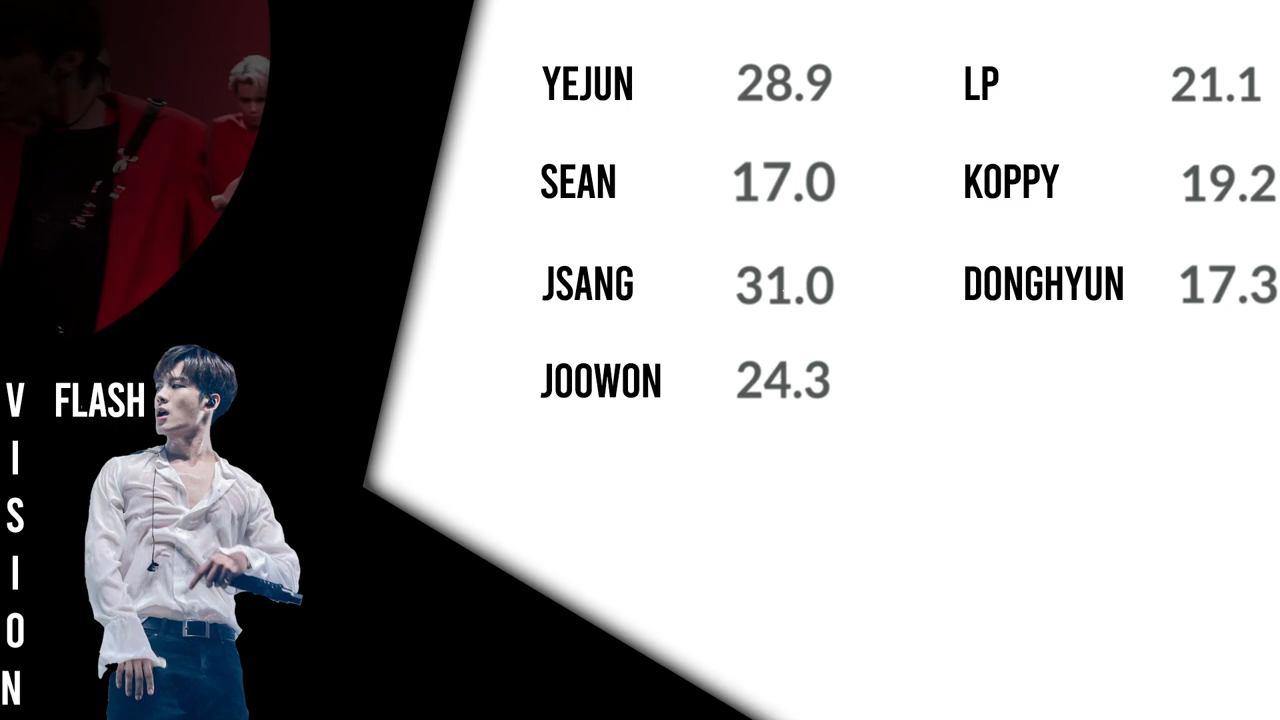 YEJUN 28.9
SEAN 17.0
JSANG 31.0
JOOWON 24.3
LP 21.1
KOPPY 19.2
DONGHYUN 17.3
VISION
FLASH